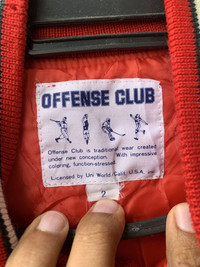 OFFENSE CLUB
Offense Club is traditional wear created
under new conception. With impressive
coloring, function-stressed
Licensed by Uni World/Calif. U.S.A.
2